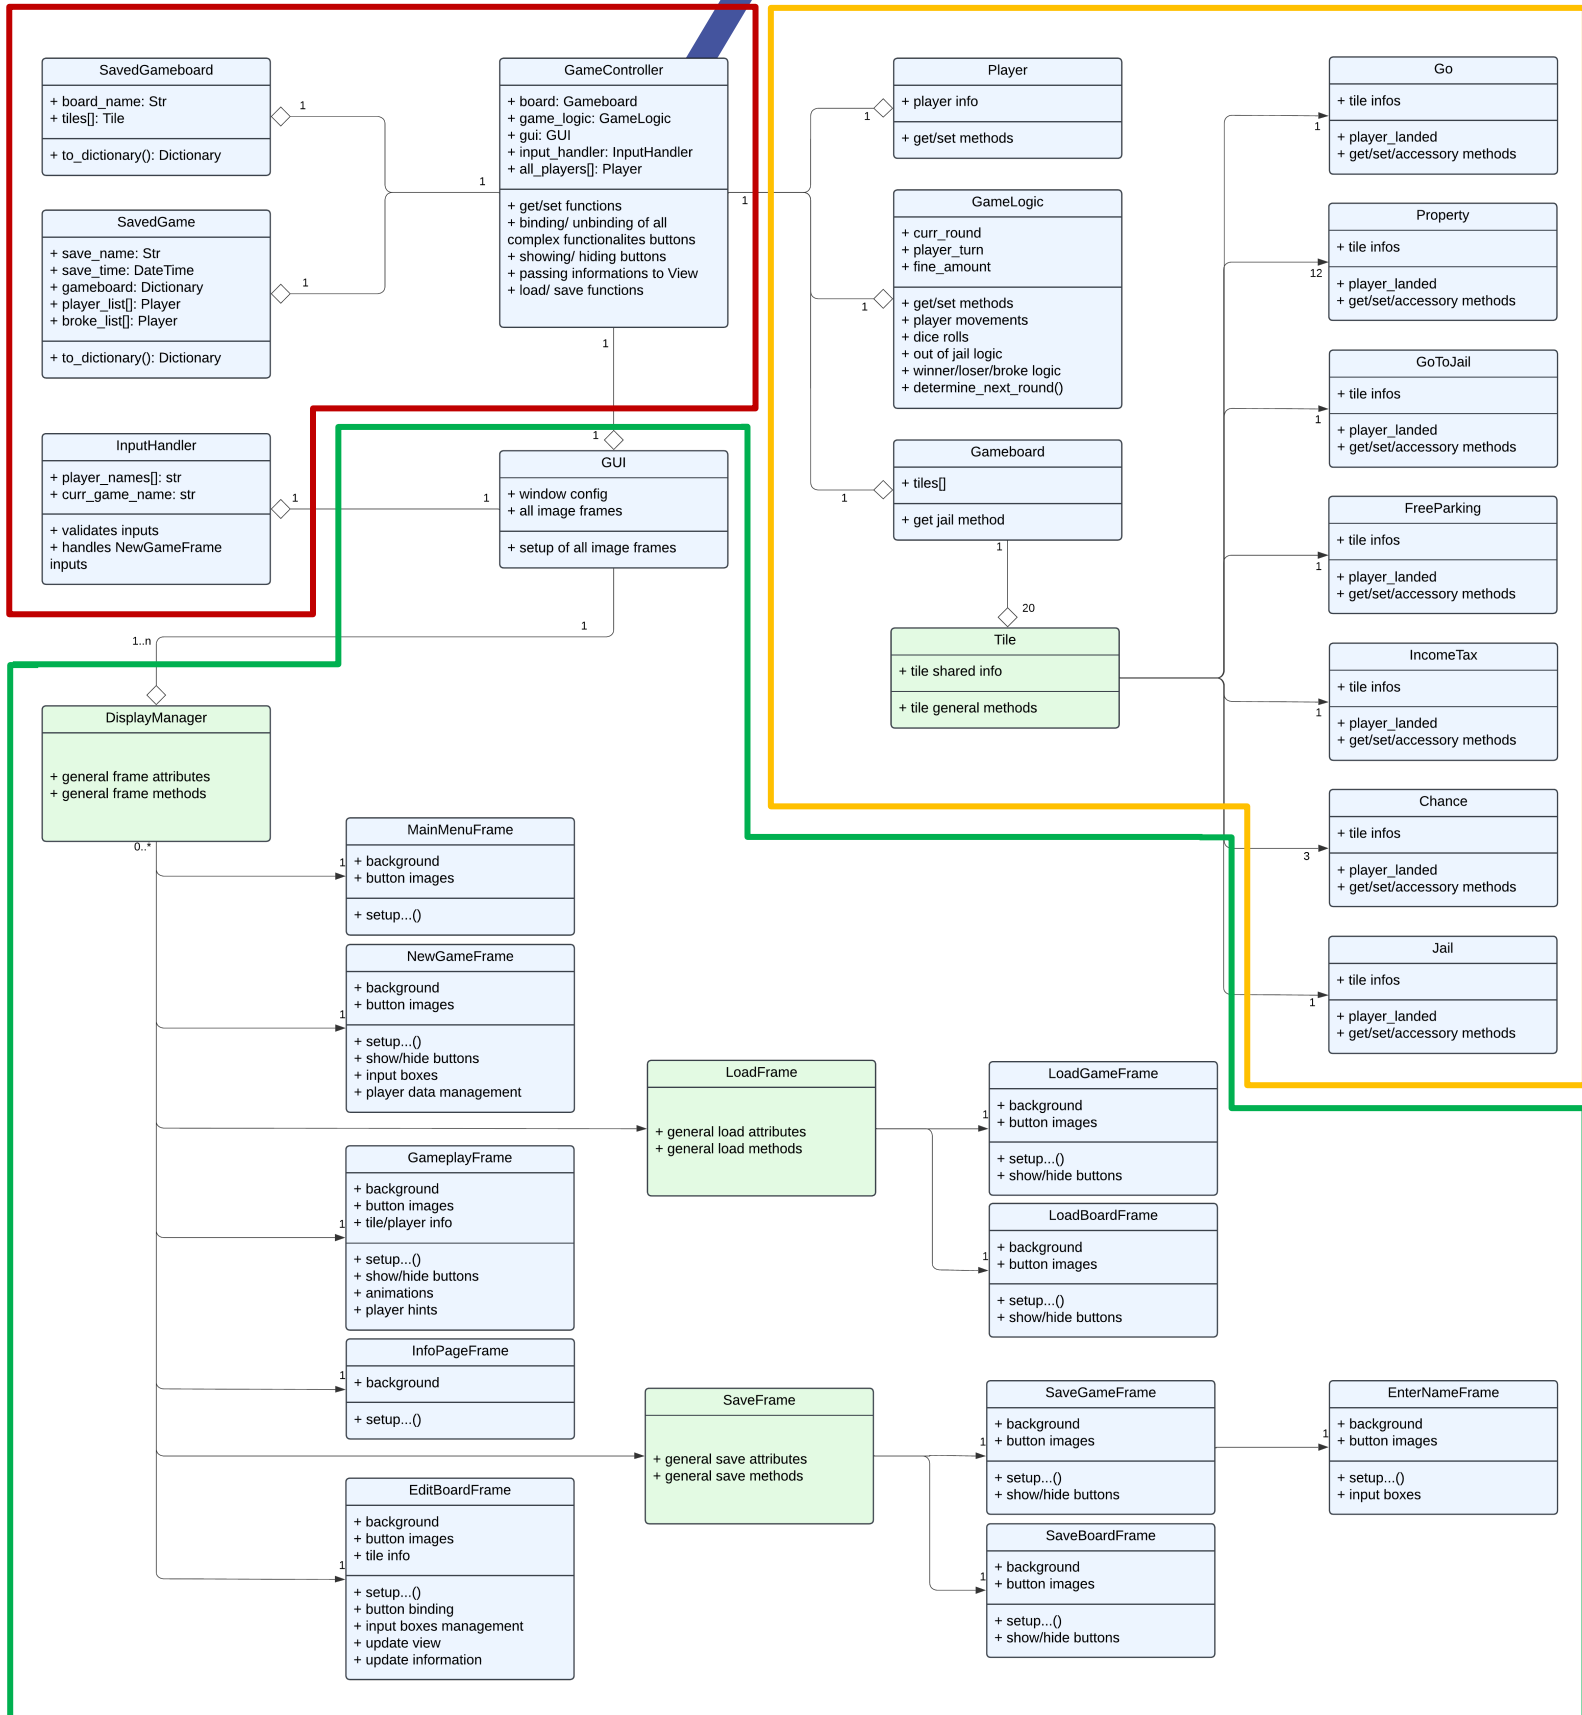 SavedGameboard
+ board_name: Str
+ tiles[]: Tile
+ to_dictionary(): Dictionary
1
SavedGame
+ save_name: Str
+ save_time: DateTime
+ gameboard: Dictionary
+ player_list[]: Player
+ broke_list[]: Player
+ to_dictionary(): Dictionary
1
InputHandler
+ player_names[]: str
+ curr_game_name: str
+ validates inputs
+ handles NewGameFrame
inputs
1
1
GameController
+ board: Gameboard
+ game_logic: GameLogic
+ gui: GUI
+ input_handler: InputHandler
+ all_players[]: Player
+ get/set functions
+ binding/ unbinding of all
complex functionalites buttons
+ showing/ hiding buttons
+ passing informations to View
+ load/ save functions
1
1
1
1
GUI
+ window config
+ all image frames
+ setup of all image frames
1
1..n
Player
+ player info
+ get/set methods
1
GameLogic
+ curr_round
+ player_turn
+ fine_amount
+ get/set methods
+ player movements
+ dice rolls
+ out of jail logic
+ winner/loser/broke logic
+ determine_next_round()
1
Gameboard
+ tiles[]
+ get jail method
1
1
20
Tile
+ tile shared info
+ tile general methods
Go
+ tile infos
+ player_landed
+ get/set/accessory methods
1
Property
+ tile infos
+ player_landed
+ get/set/accessory methods
12
GoToJail
+ tile infos
+ player_landed
+ get/set/accessory methods
1
FreeParking
+ tile infos
+ player_landed
+ get/set/accessory methods
1
IncomeTax
+ tile infos
+ player_landed
+ get/set/accessory methods
1
Chance
+ tile infos
+ player_landed
+ get/set/accessory methods
3
Jail
+ tile infos
+ player_landed
+ get/set/accessory methods
1
DisplayManager
+ general frame attributes
+ general frame methods
0..*
MainMenuFrame
+ background
+ button images
+ setup...()
1
NewGameFrame
+ background
+ button images
+ setup...()
+ show/hide buttons
+ input boxes
+ player data management
1
GameplayFrame
+ background
+ button images
+ tile/player info
+ setup...()
+ show/hide buttons
+ animations
+ player hints
1
InfoPageFrame
+ background
+ setup...()
1
EditBoardFrame
+ background
+ button images
+ tile info
+ setup...()
+ button binding
+ input boxes management
+ update view
+ update information
1
LoadFrame
+ general load attributes
+ general load methods
LoadGameFrame
+ background
+ button images
+ setup...()
+ show/hide buttons
1
LoadBoardFrame
+ background
+ button images
+ setup...()
+ show/hide buttons
1
SaveFrame
+ general save attributes
+ general save methods
SaveGameFrame
+ background
+ button images
+ setup...()
+ show/hide buttons
1
SaveBoardFrame
+ background
+ button images
+ setup...()
+ show/hide buttons
1
EnterNameFrame
+ background
+ button images
+ setup...()
+ input boxes
1